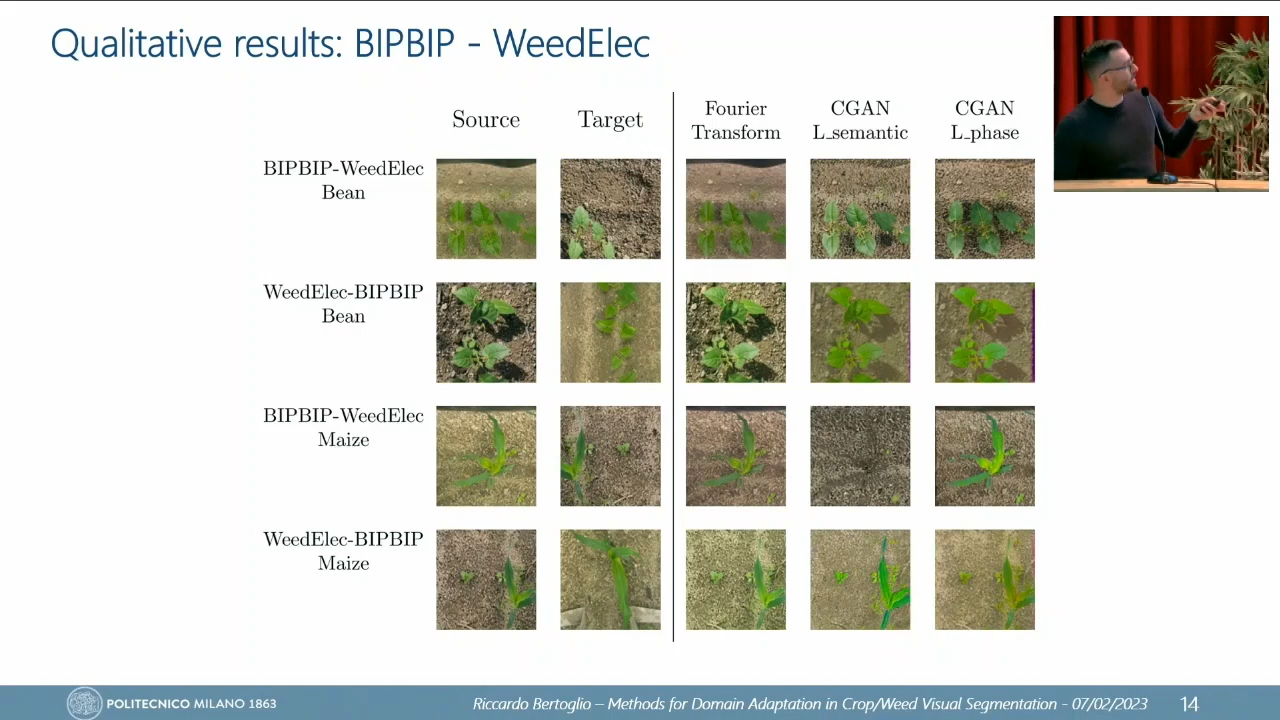 Qualitative results: BIPBIP - WeedElec
Source
Target
Fourier
Transform
CGAN
L_semantic
CGAN
L_phase
BIPBIP-WeedElec
Bean
WeedElec-BIPBIP
Bean
BIPBIP-WeedElec
Maize
WeedElec-BIPBIP
Maize
POLITECNICO MILANO 1863
Riccardo Bertoglio – Methods for Domain Adaptation in Crop/Weed Visual Segmentation - 07/02/2023
14